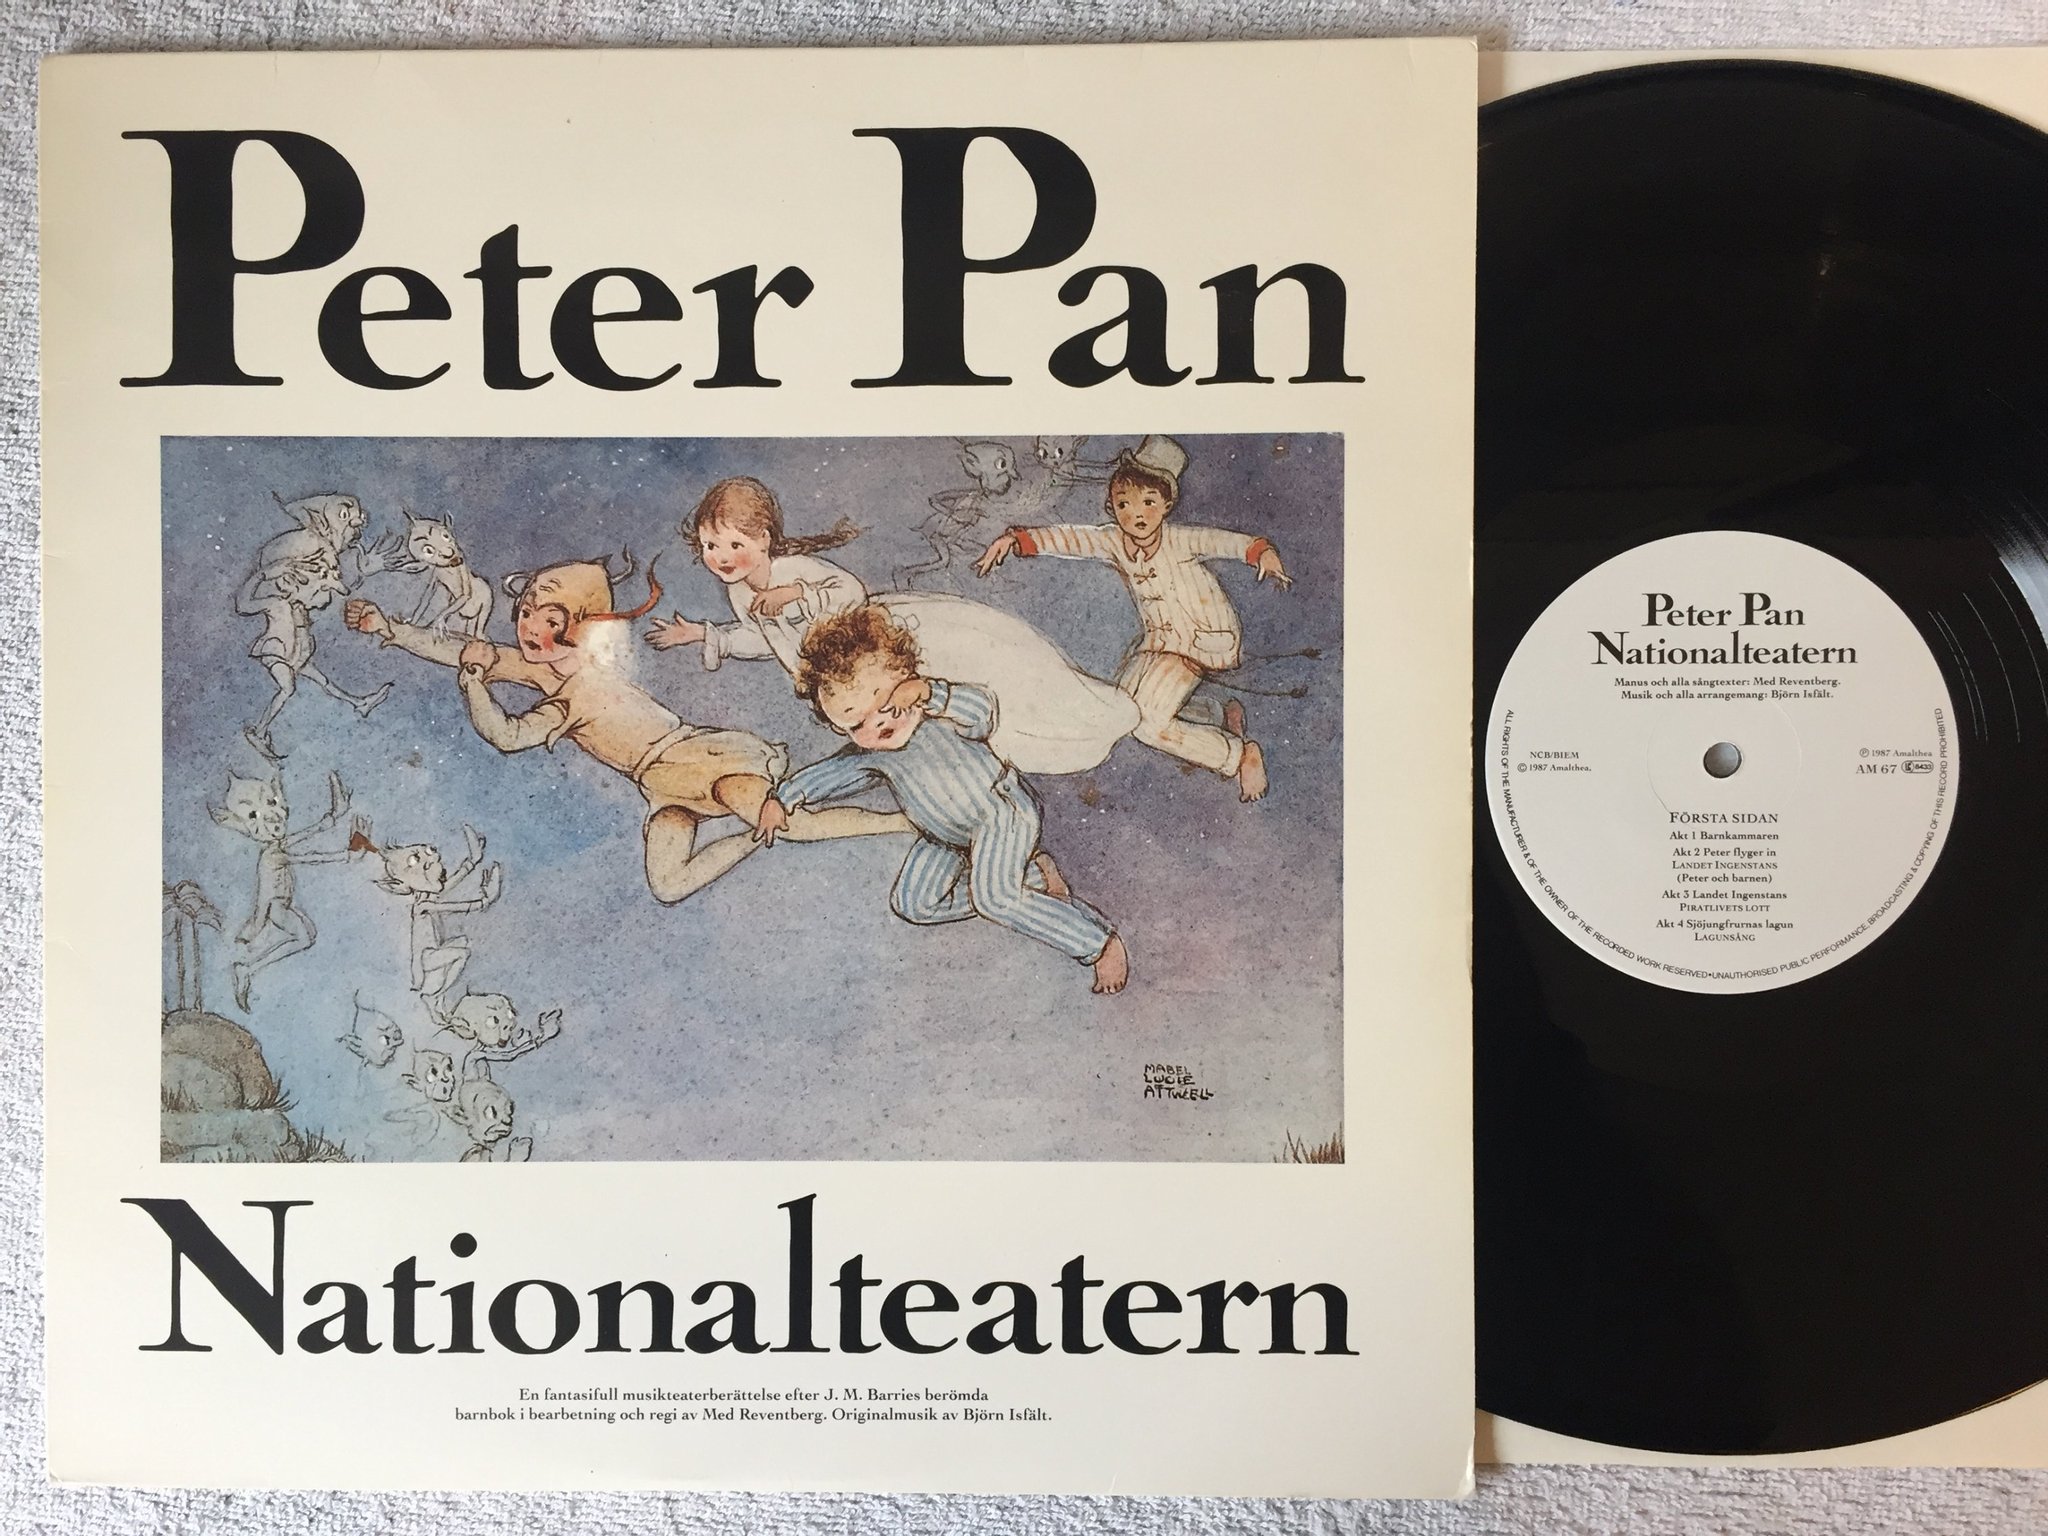 Peter Pan
MABEL
LUCIE
ATTWELL
Nationalteatern
En fantasifull musikteaterberättelse efter J. M. Barries berömda
barnbok i bearbetning och regi av Med Reventberg. Originalmusik av Björn Isfält.
Peter Pan
Nationalteatern
Manus och alla sångtexter: Med Reventberg.
Musik och alla arrangemang: Björn Isfält.
NCB/BIEM
© 1987 Amalthea.
℗ 1987 Amalthea
AM 67 LC 8433
FÖRSTA SIDAN
Akt 1 Barnkammaren
Akt 2 Peter flyger in
LANDET INGENSTANS
(Peter och barnen)
Akt 3 Landet Ingenstans
PIRATLIVETS LOTT
Akt 4 Sjöjungfrurnas lagun
LAGUNSÅNG
ALL RIGHTS OF THE MANUFACTURER & OF THE OWNER OF THE RECORDED WORK RESERVED•UNAUTHORISED PUBLIC PERFORMANCE, BROADCASTING & COPYING OF THIS RECORD PROHIBITED